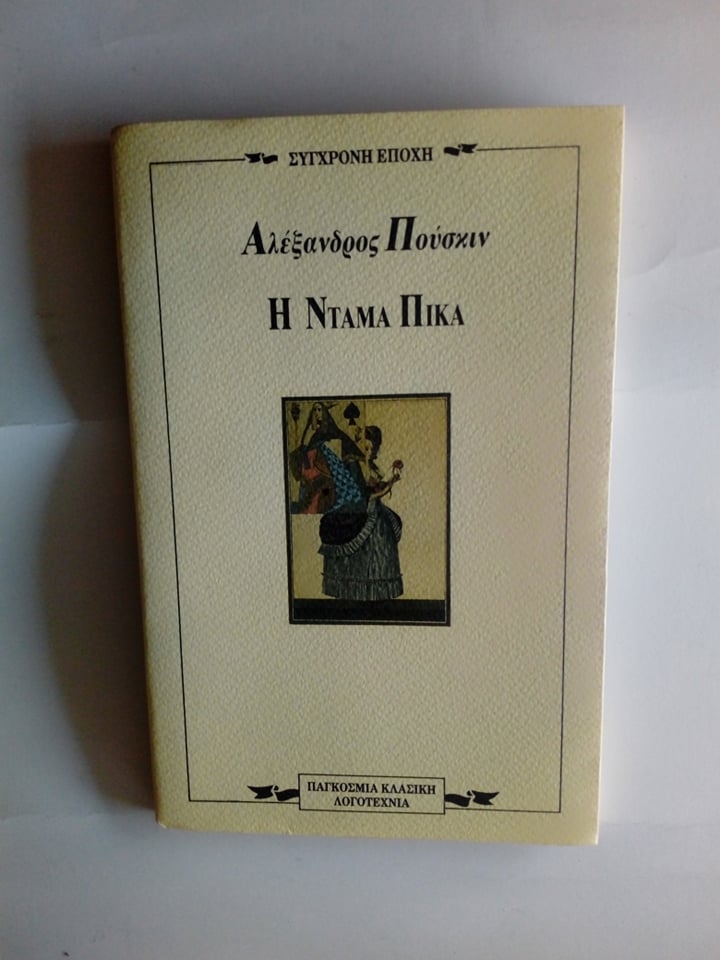 ΣΥΓΧΡΟΝΗ ΕΠΟΧΗ
Αλέξανδρος Πούσκιν
Η ΝΤΑΜΑ ΠΙΚΑ
ΠΑΓΚΟΣΜΙΑ ΚΛΑΣΙΚΗ
ΛΟΓΟΤΕΧΝΙΑ